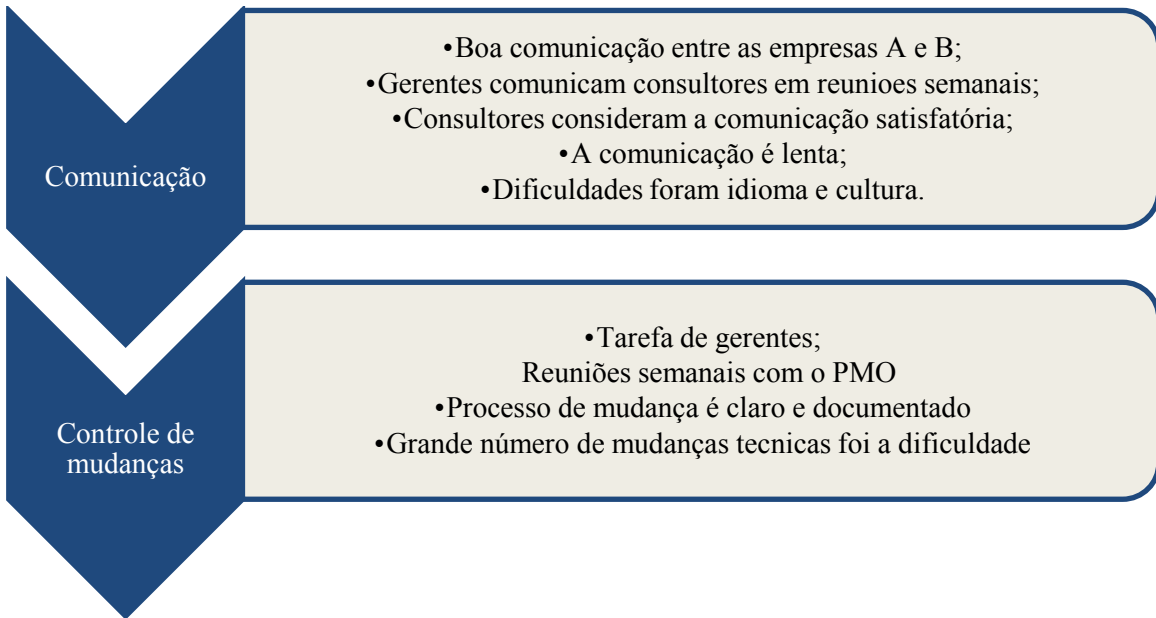 Comunicação
•Boa comunicação entre as empresas A e B;
•Gerentes comunicam consultores em reunioes semanais;
•Consultores consideram a comunicação satisfatória;
•A comunicação é lenta;
•Dificuldades foram idioma e cultura.
Controle de
mudanças
•Tarefa de gerentes;
Reuniões semanais com o PMO
•Processo de mudança é claro e documentado
•Grande número de mudanças tecnicas foi a dificuldade